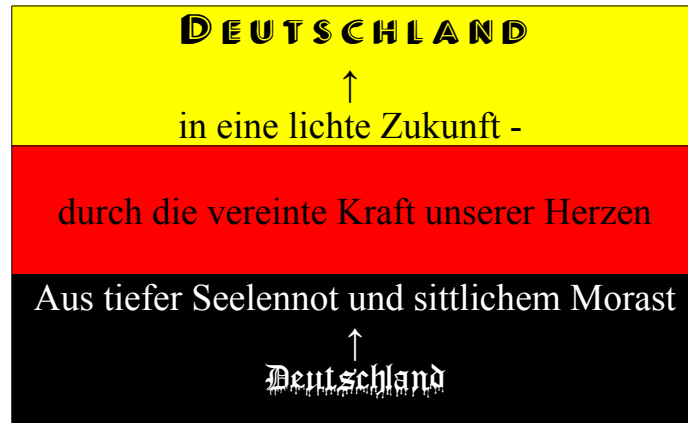 DEUTSCHLAND
↑
in eine lichte Zukunft -
durch die vereinte Kraft unserer Herzen
Aus tiefer Seelennot und sittlichem Morast
↑
Deutschland